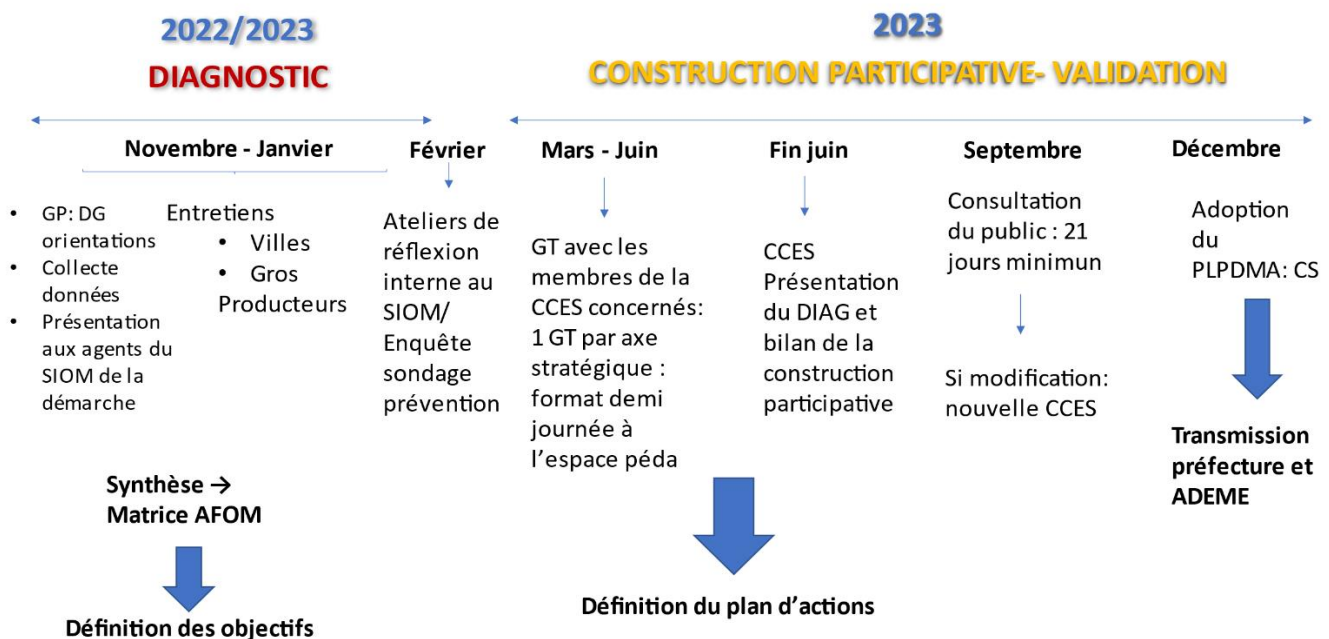 2022/2023
DIAGNOSTIC
Novembre - Janvier
Février
• GP: DG
orientations
• Collecte
données
• Présentation
aux agents du
SIOM de la
démarche
Entretiens
• Villes
• Gros
Producteurs
Ateliers de
réflexion
interne au
SIOM/
Enquête
sondage
prévention
Synthèse →
Matrice AFOM
Définition des objectifs
2023
CONSTRUCTION PARTICIPATIVE- VALIDATION
Mars - Juin
Fin juin
Septembre
Décembre
GT avec les
membres de la
CCES concernés:
1 GT par axe
stratégique :
format demi
journée à
l’espace péda
CCES
Présentation
du DIAG et
bilan de la
construction
participative
Consultation
du public : 21
jours minimun
Si modification:
nouvelle CCES
Adoption
du
PLPDMA: CS
Transmission
préfecture et
ADEME
Définition du plan d’actions